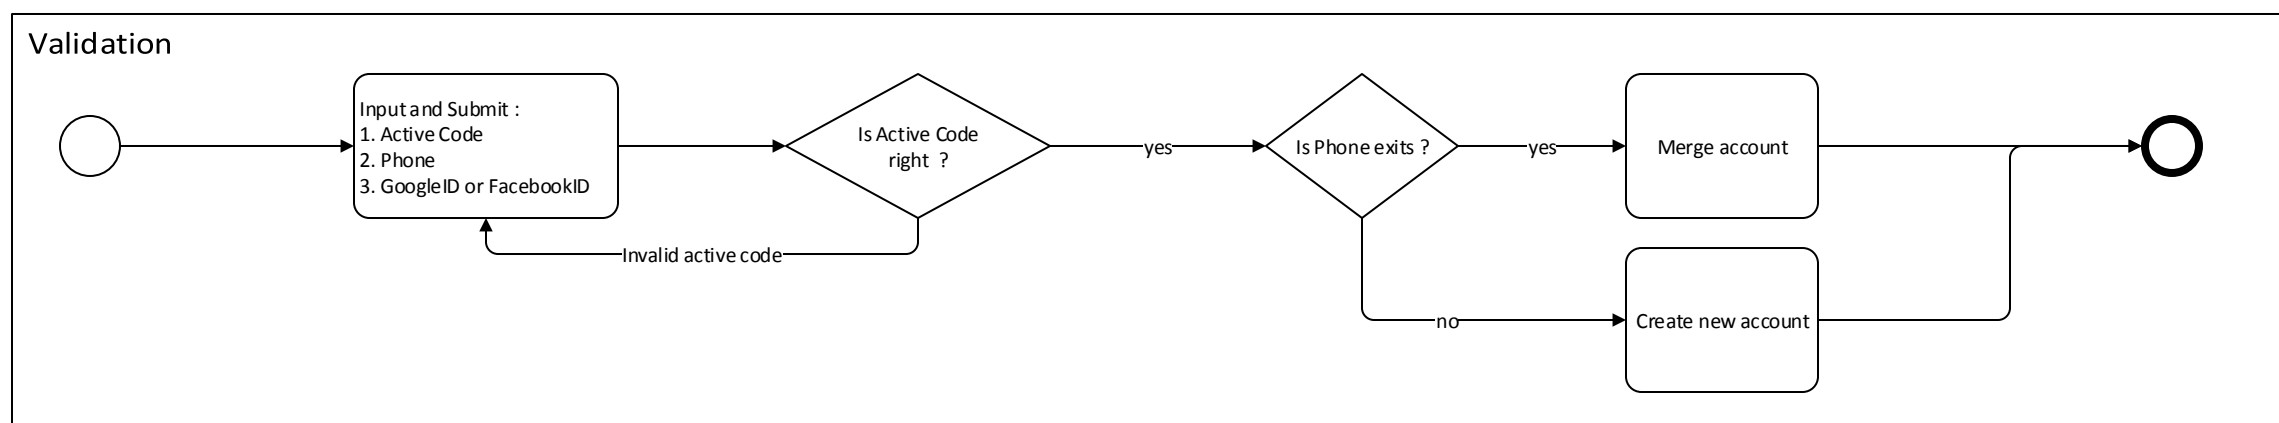 Validation
Input and Submit :
1. Active Code
2. Phone
3. GoogleID or FacebookID
Is Active Code
right ?
yes
Is Phone exits ?
yes
Merge account
Invalid active code
no
Create new account